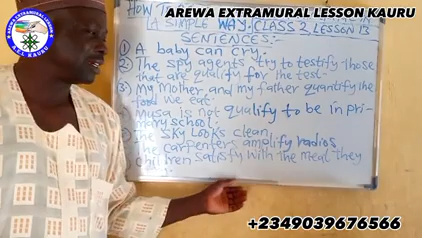 AREWA EXTRAMURAL LESSON KAURU
HOW T
A SIMPLE WAY. CLASS 2 LESSON 13
SENTENCES:-
1 A baby can cry.
2 The spy agents try to testify those
that are qualify for the test-
3) My mother and my father quantify the
food we eat.
Musa is not qualify to be in pri-
mary school.
The sky Looks clean
The carpenters amplify radios
children satisfy with the meal they
+2349039676566